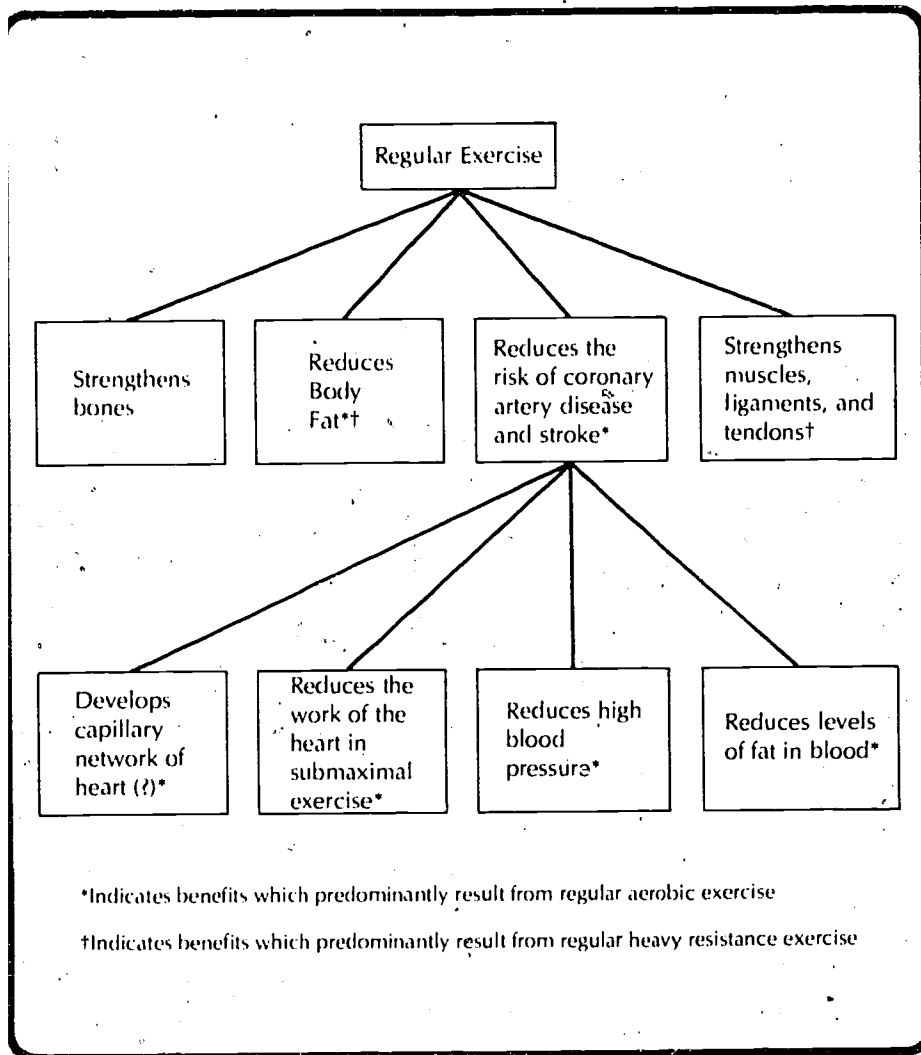 Regular Exercise
Strengthens
bones
Reduces
Body
Fat*†
Reduces the
risk of coronary
artery disease
and stroke*
Strengthens
muscles,
ligaments, and
tendons†
Develops
capillary
network of
heart (?)*
Reduces the
work of the
heart in
submaximal
exercise*
Reduces high
blood
pressure*
Reduces levels
of fat in blood*
*Indicates benefits which predominantly result from regular aerobic exercise
†Indicates benefits which predominantly result from regular heavy resistance exercise